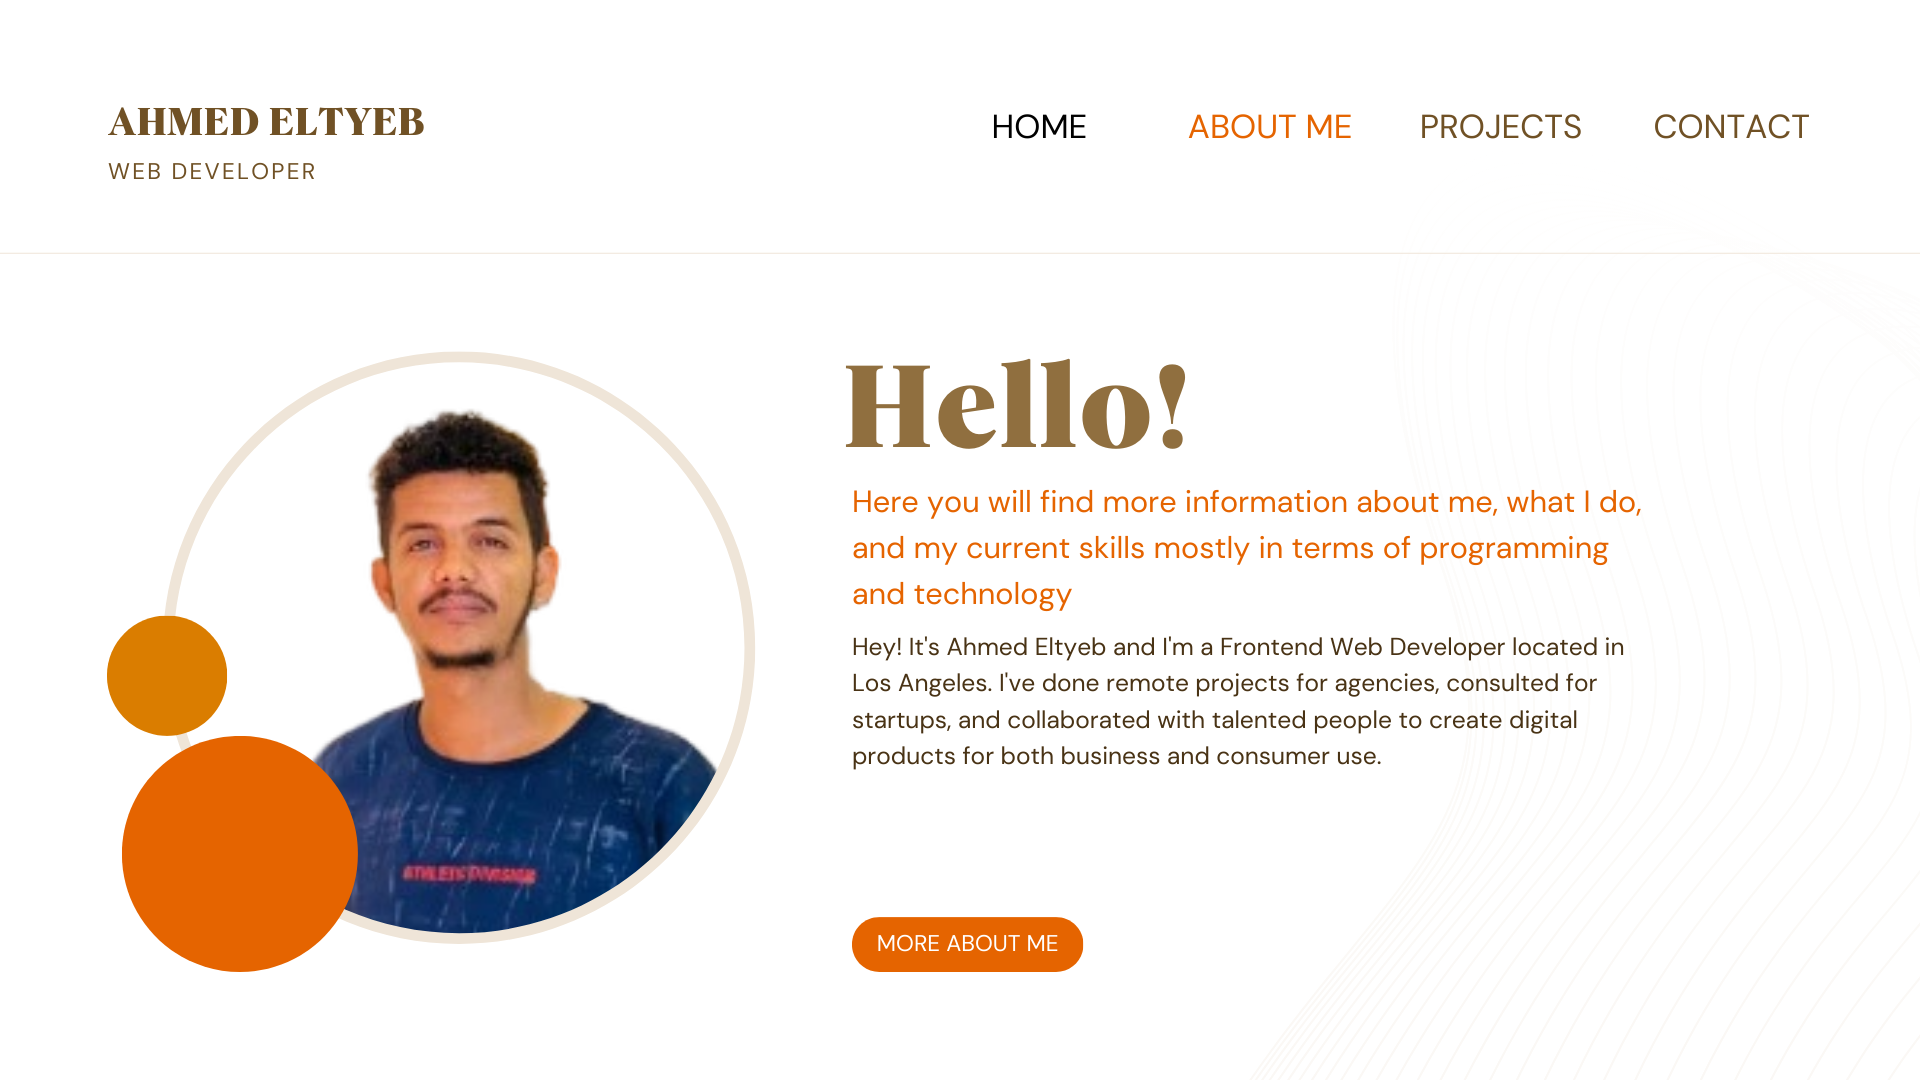 AHMED ELTYEB
WEB DEVELOPER
HOME ABOUT ME PROJECTS CONTACT
Hello!
Here you will find more information about me, what I do,
and my current skills mostly in terms of programming
and technology
Hey! It's Ahmed Eltyeb and I'm a Frontend Web Developer located in
Los Angeles. I've done remote projects for agencies, consulted for
startups, and collaborated with talented people to create digital
products for both business and consumer use.
DIVISION
MORE ABOUT ME